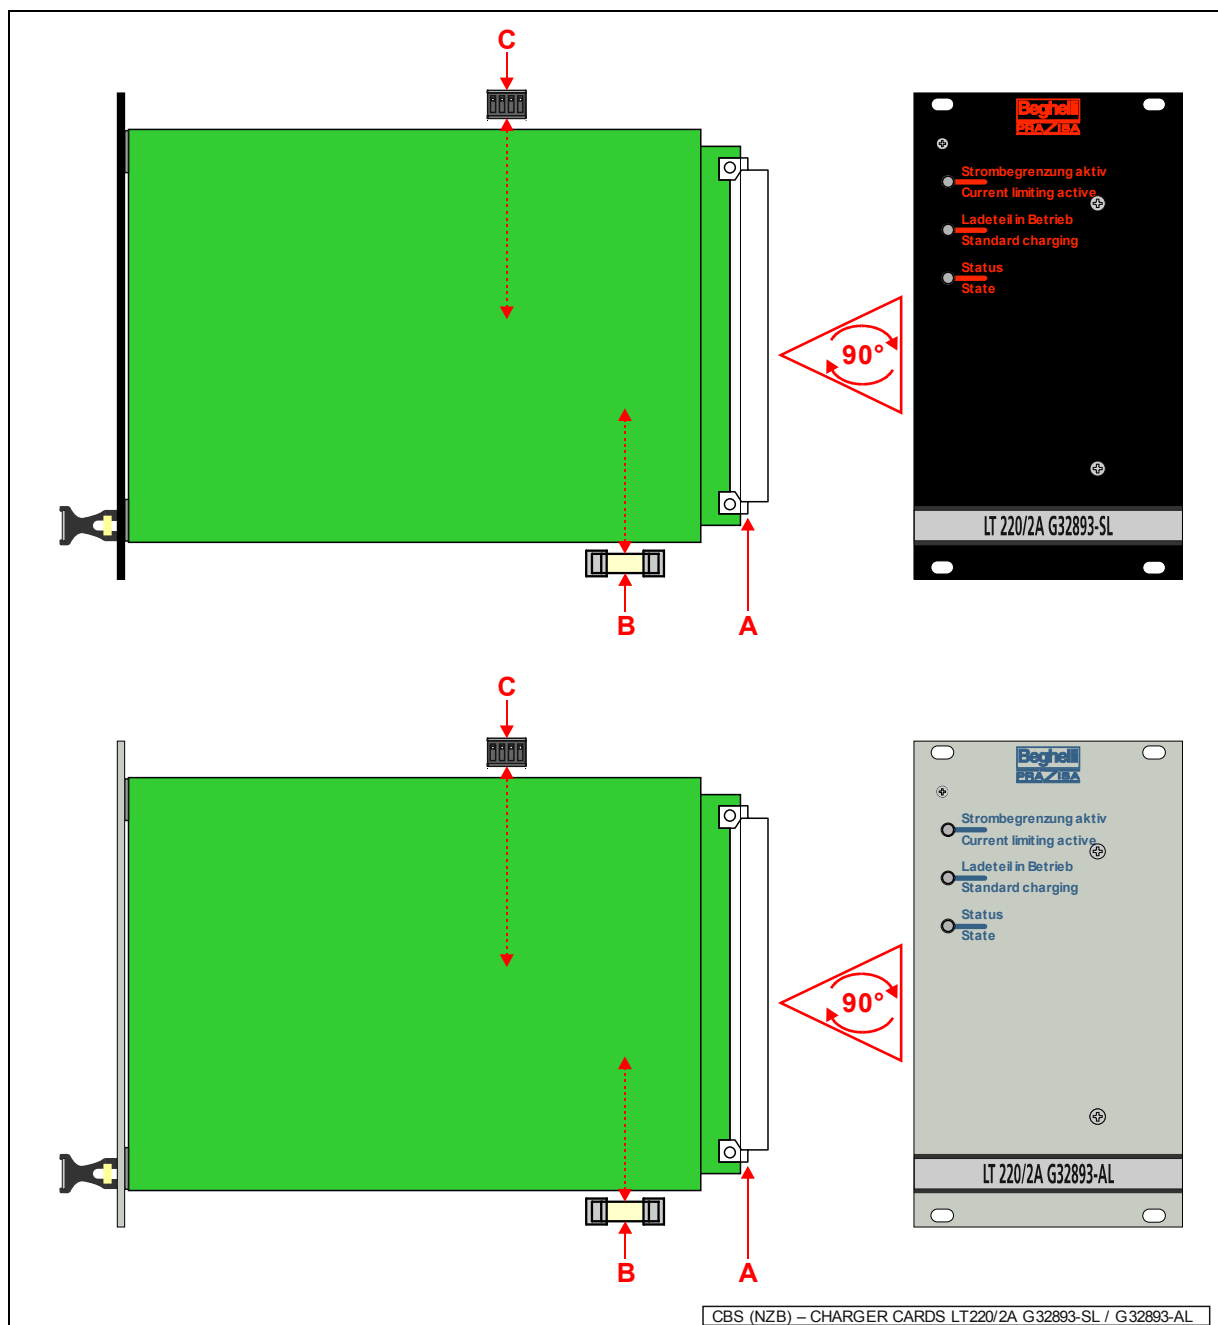 C
Beghelli
PRÄZISA
Strombegrenzung aktiv
Current limiting active
Ladeteil in Betrieb
Standard charging
Status
State
90°
LT 220/2A G32893-SL
B
A
C
Beghelli
PRÄZISA
Strombegrenzung aktiv
Current limiting active
Ladeteil in Betrieb
Standard charging
Status
State
90°
LT 220/2A G32893-AL
B
A
CBS (NZB) – CHARGER CARDS LT220/2A G32893-SL / G32893-AL